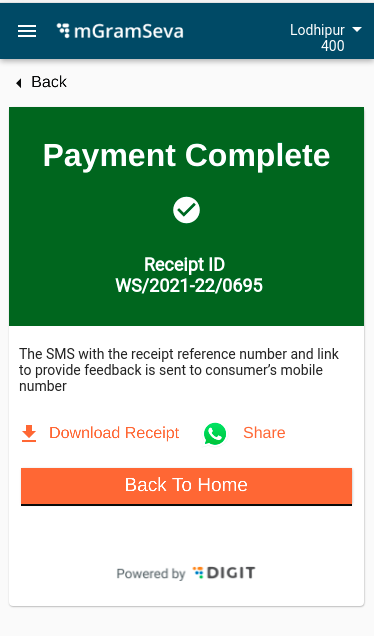 mGramSeva
Lodhipur
400
Back
Payment Complete
Receipt ID
WS/2021-22/0695
The SMS with the receipt reference number and link
to provide feedback is sent to consumer’s mobile
number
Download Receipt
Share
Back To Home
Powered by DIGIT